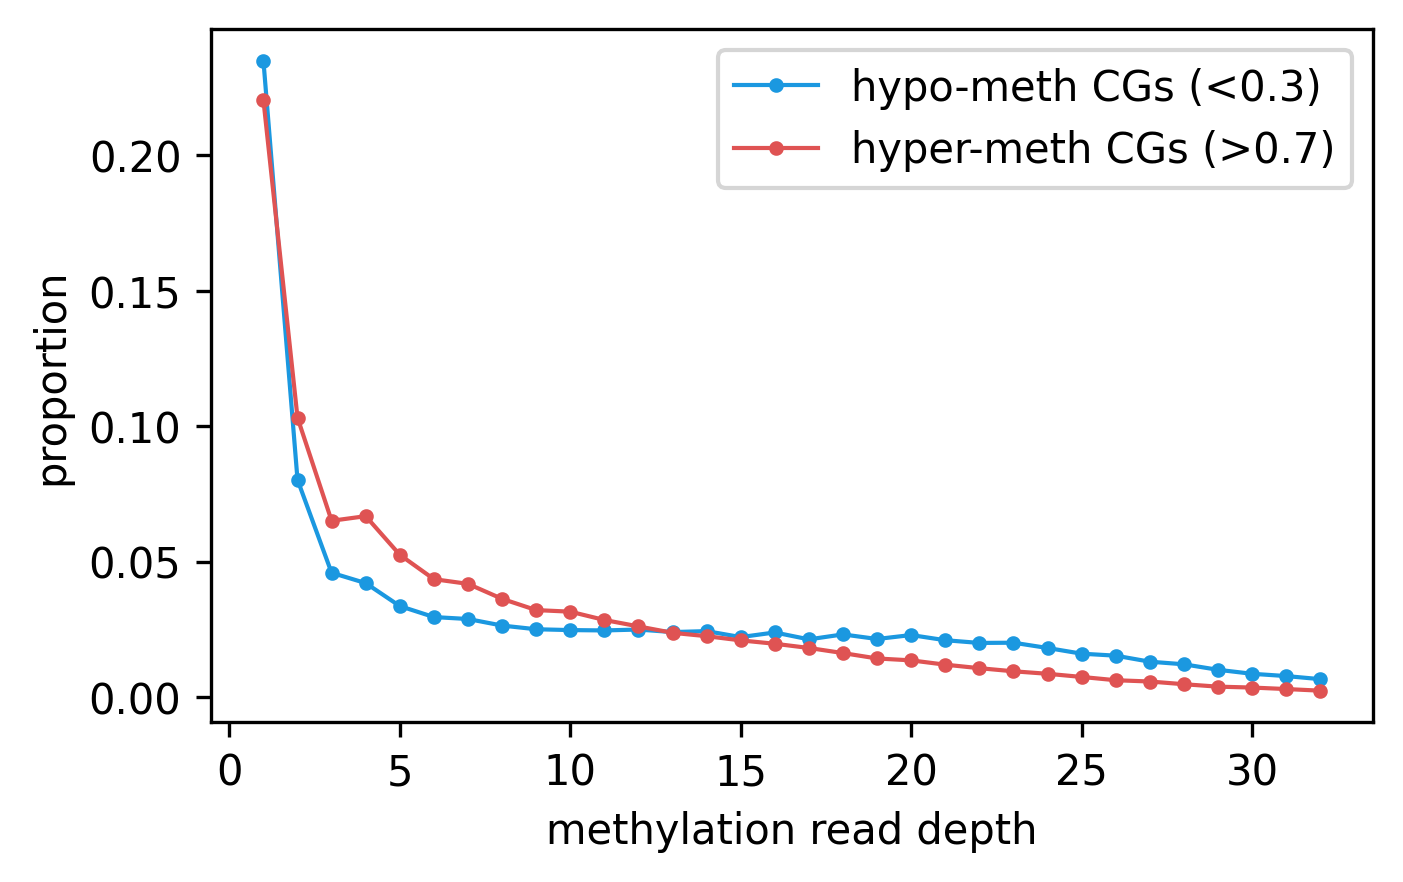 hypo-meth CGs (<0.3)
hyper-meth CGs (>0.7)
proportion
0.20
0.15
0.10
0.05
0.00
0 5 10 15 20 25 30
methylation read depth